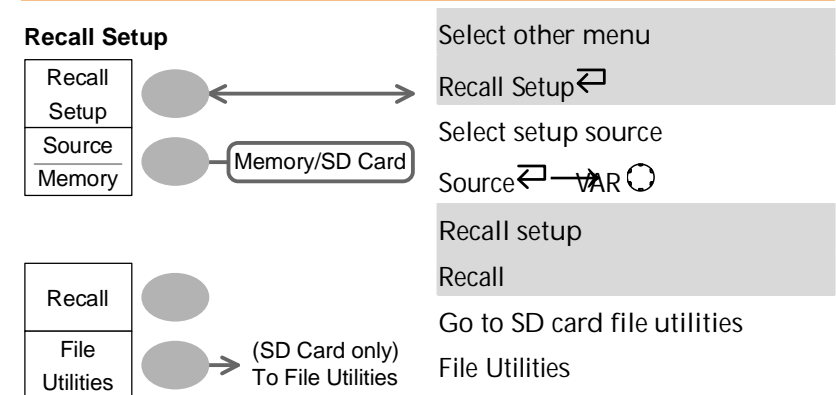 Recall Setup
Recall
Setup
Source
Memory
Memory/SD Card
Recall
File
Utilities
(SD Card only)
To File Utilities
Select other menu
Recall Setup
Select setup source
Source VAR
Recall setup
Recall
Go to SD card file utilities
File Utilities